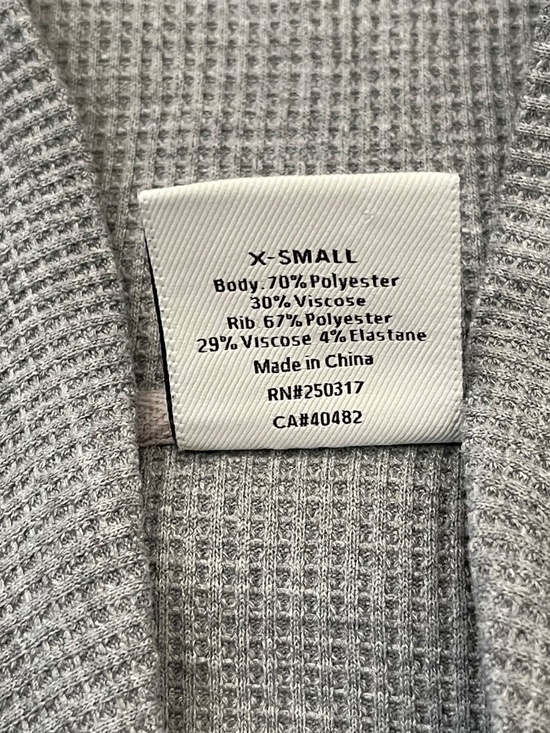 X-SMALL
Body. 70% Polyester
30% Viscose
Rib 67% Polyester
29% Viscose 4% Elastane
Made in China
RN#250317
CA#40482